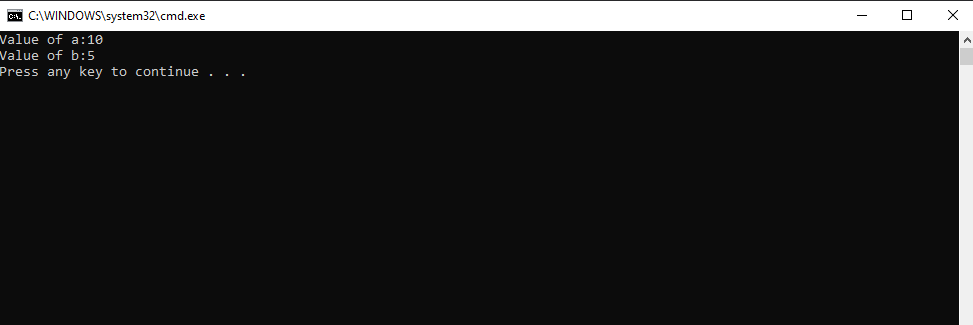 C:\WINDOWS\system32\cmd.exe
Value of a:10
Value of b:5
Press any key to continue . . .